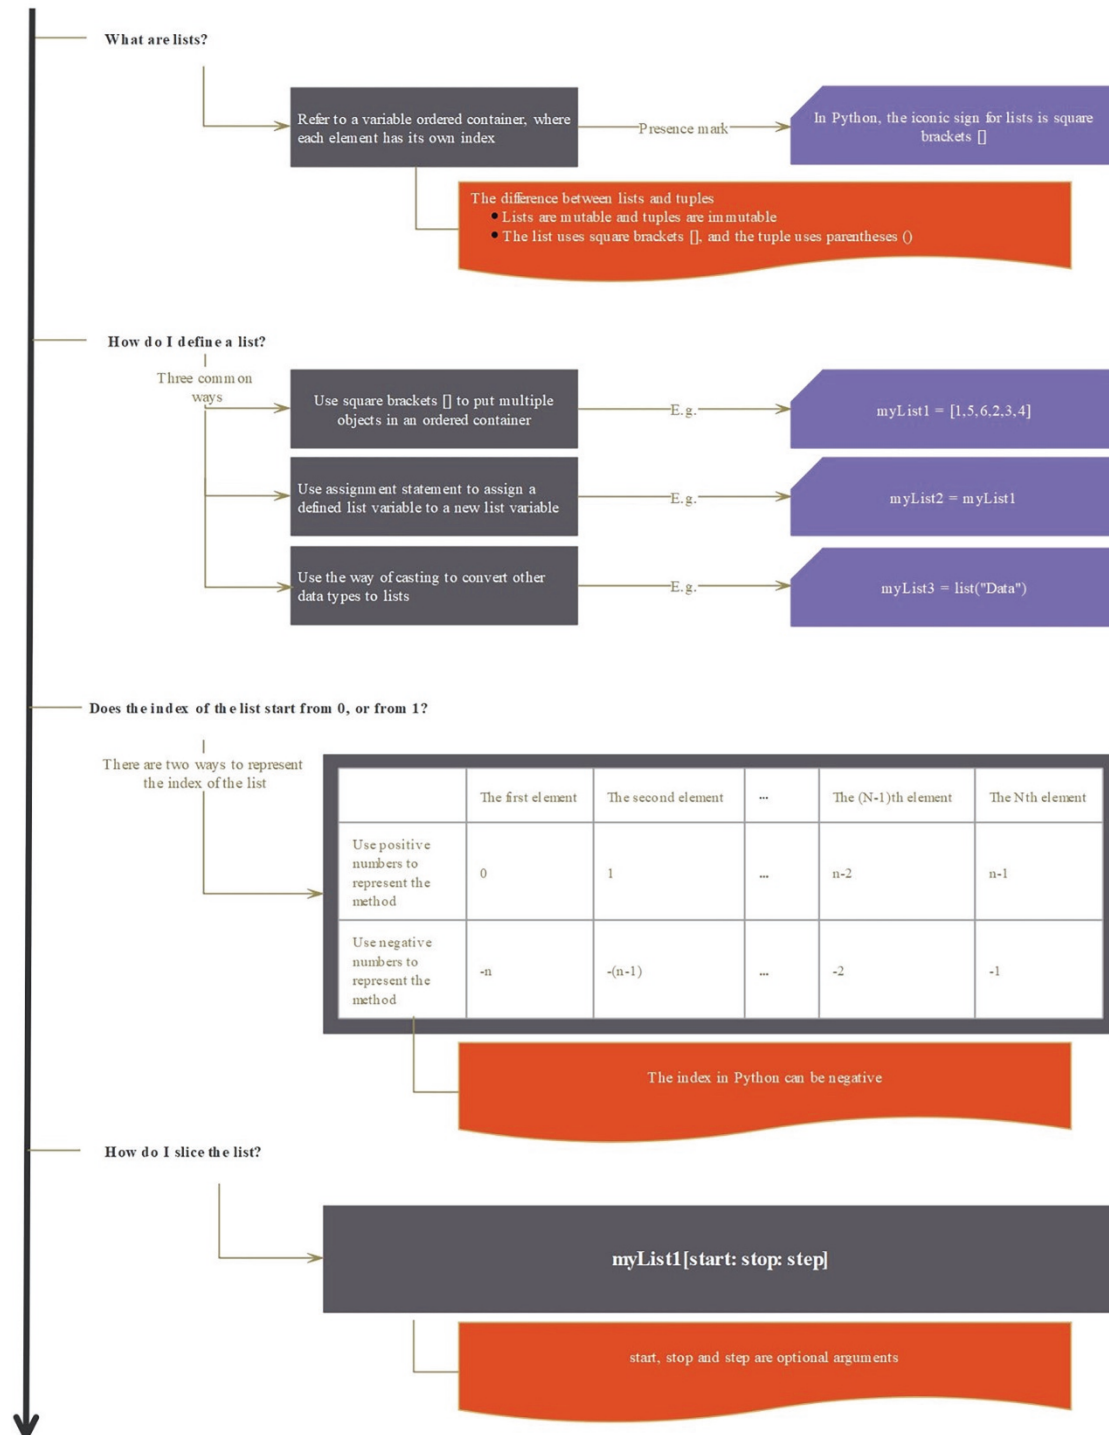 What are lists?
Refer to a variable ordered container, where
each element has its own index
Presence mark
In Python, the iconic sign for lists is square
brackets []
The difference between lists and tuples
● Lists are mutable and tuples are immutable
● The list uses square brackets [], and the tuple uses parentheses ()
How do I define a list?
Three common
ways
Use square brackets [] to put multiple
objects in an ordered container
E.g.
myList1 = [1,5,6,2,3,4]
Use assignment statement to assign a
defined list variable to a new list variable
E.g.
myList2 = myList1
Use the way of casting to convert other
data types to lists
E.g.
myList3 = list("Data")
Does the index of the list start from 0, or from 1?
There are two ways to represent
the index of the list
The first element
The second element
...
The (N-1)th element
The Nth element
Use positive
numbers to
represent the
method
0
1
...
n-2
n-1
Use negative
numbers to
represent the
method
-n
-(n-1)
...
-2
-1
The index in Python can be negative
How do I slice the list?
myList1[start: stop: step]
start, stop and step are optional arguments